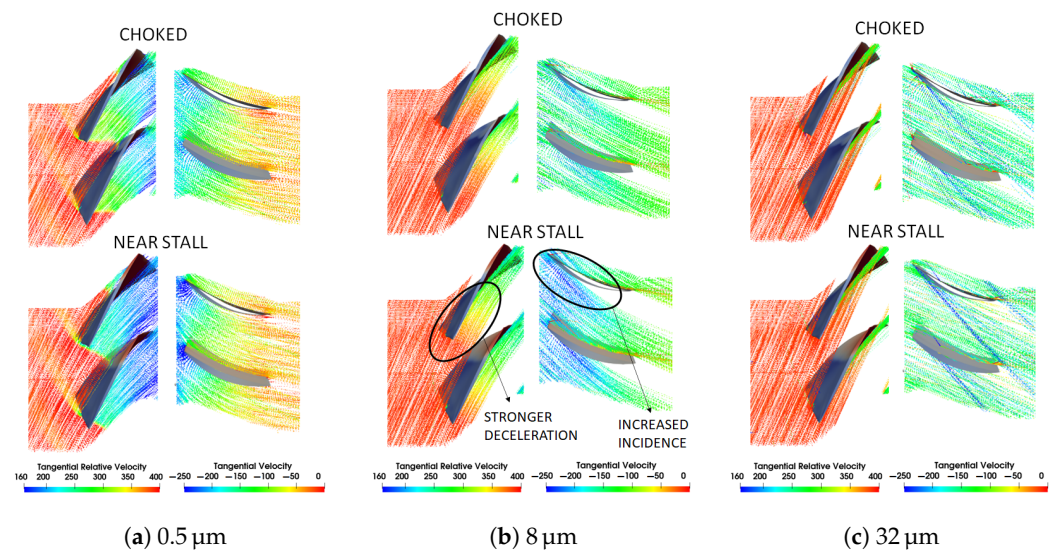 CHOKED
NEAR STALL
Tangential Relative Velocity
160 200 250 300 350 400
Tangential Velocity
−250 −200 −150 −100 −50 0
(a) 0.5 μm
CHOKED
NEAR STALL
STRONGER
DECELERATION
INCREASED
INCIDENCE
Tangential Relative Velocity
160 200 250 300 350 400
Tangential Velocity
−250 −200 −150 −100 −50 0
(b) 8 μm
CHOKED
NEAR STALL
Tangential Relative Velocity
160 200 250 300 350 400
Tangential Velocity
−250 −200 −150 −100 −50 0
(c) 32 μm